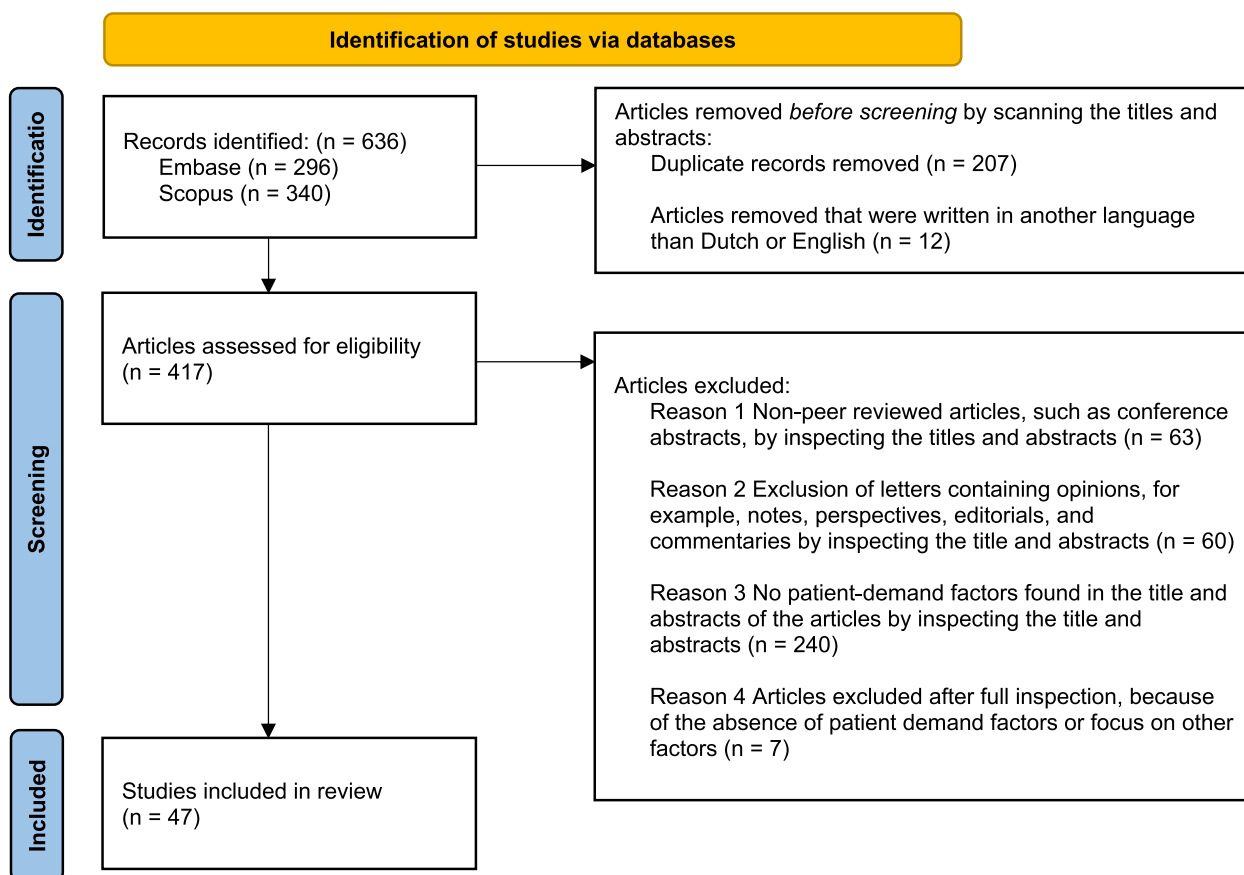 Identification of studies via databases
Identificatio
Records identified: (n = 636)
Embase (n = 296)
Scopus (n = 340)
Articles removed before screening by scanning the titles and
abstracts:
Duplicate records removed (n = 207)
Articles removed that were written in another language
than Dutch or English (n = 12)
Screening
Articles assessed for eligibility
(n = 417)
Articles excluded:
Reason 1 Non-peer reviewed articles, such as conference
abstracts, by inspecting the titles and abstracts (n = 63)
Reason 2 Exclusion of letters containing opinions, for
example, notes, perspectives, editorials, and
commentaries by inspecting the title and abstracts (n = 60)
Reason 3 No patient-demand factors found in the title and
abstracts of the articles by inspecting the title and
abstracts (n = 240)
Reason 4 Articles excluded after full inspection, because
of the absence of patient demand factors or focus on other
factors (n = 7)
Included
Studies included in review
(n = 47)